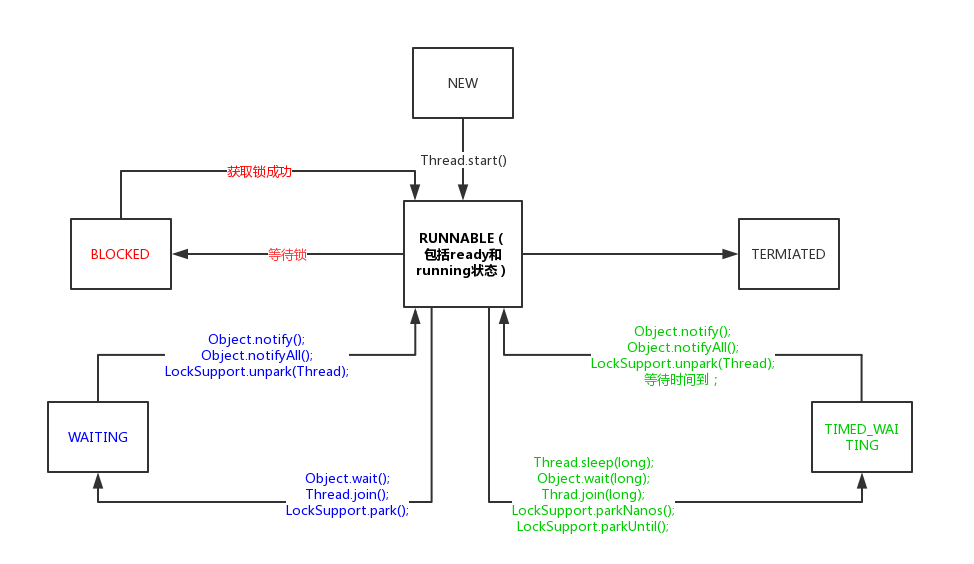 NEW
Thread.start()
获取锁成功
BLOCKED
等待锁
RUNNABLE（
包括ready和
running状态）
TERMIATED
Object.notify();
Object.notifyAll();
LockSupport.unpark(Thread);
Object.notify();
Object.notifyAll();
LockSupport.unpark(Thread);
等待时间到；
WAITING
TIMED_WAI
TING
Object.wait();
Thread.join();
LockSupport.park();
Thread.sleep(long);
Object.wait(long);
Thrad.join(long);
LockSupport.parkNanos();
LockSupport.parkUntil();